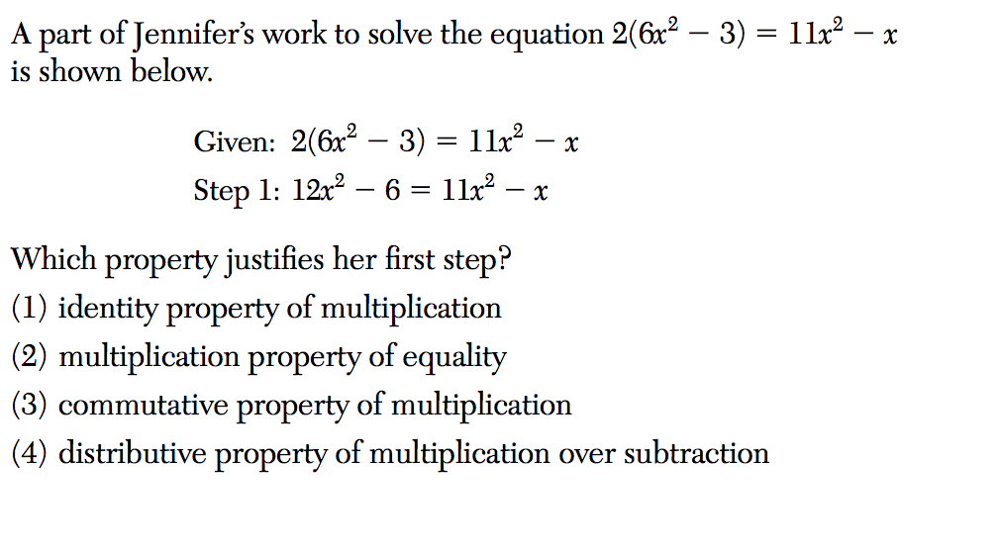 A part of Jennifer’s work to solve the equation 2(6x² − 3) = 11x² − x
is shown below.
Given: 2(6x² − 3) = 11x² − x
Step 1: 12x² − 6 = 11x² − x
Which property justifies her first step?
(1) identity property of multiplication
(2) multiplication property of equality
(3) commutative property of multiplication
(4) distributive property of multiplication over subtraction